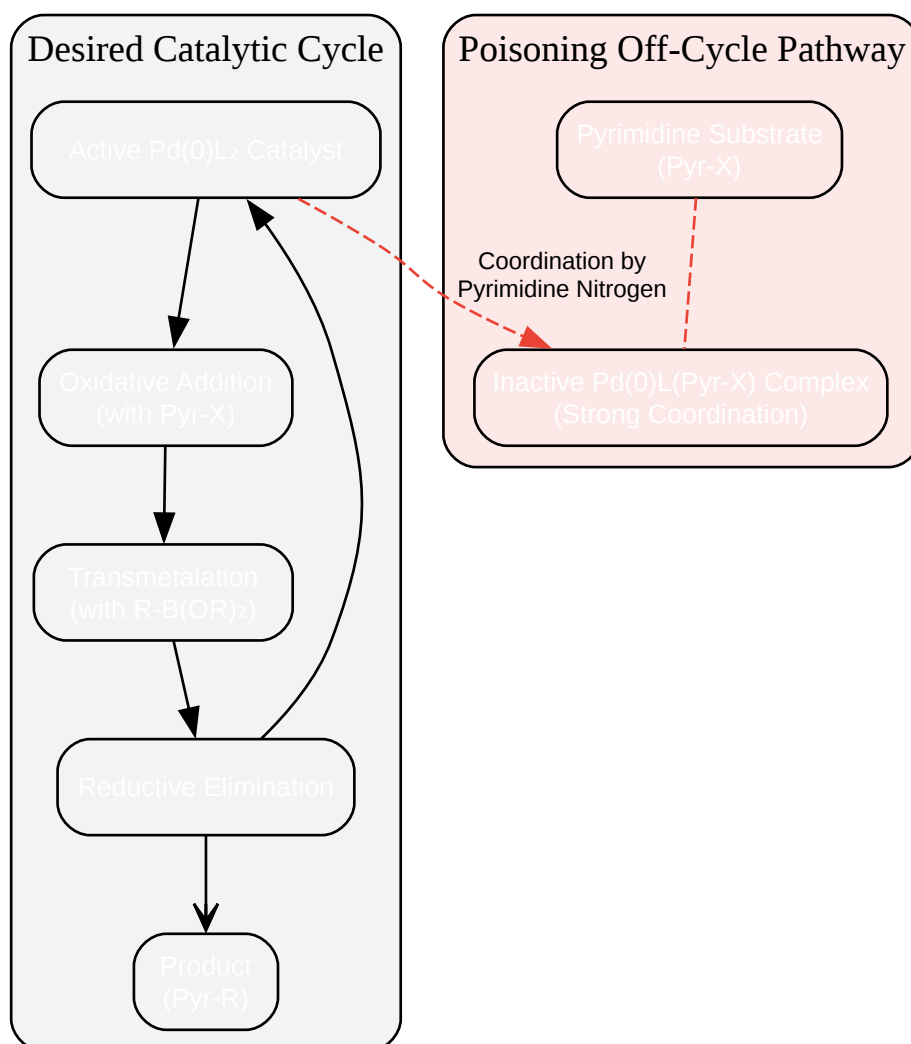 Desired Catalytic Cycle
Active Pd(0)L₂ Catalyst
Oxidative Addition
(with Pyr-X)
Transmetalation
(with R-B(OR)₂)
Reductive Elimination
Product
(Pyr-R)
Poisoning Off-Cycle Pathway
Pyrimidine Substrate
(Pyr-X)
Coordination by
Pyrimidine Nitrogen
Inactive Pd(0)L(Pyr-X) Complex
(Strong Coordination)